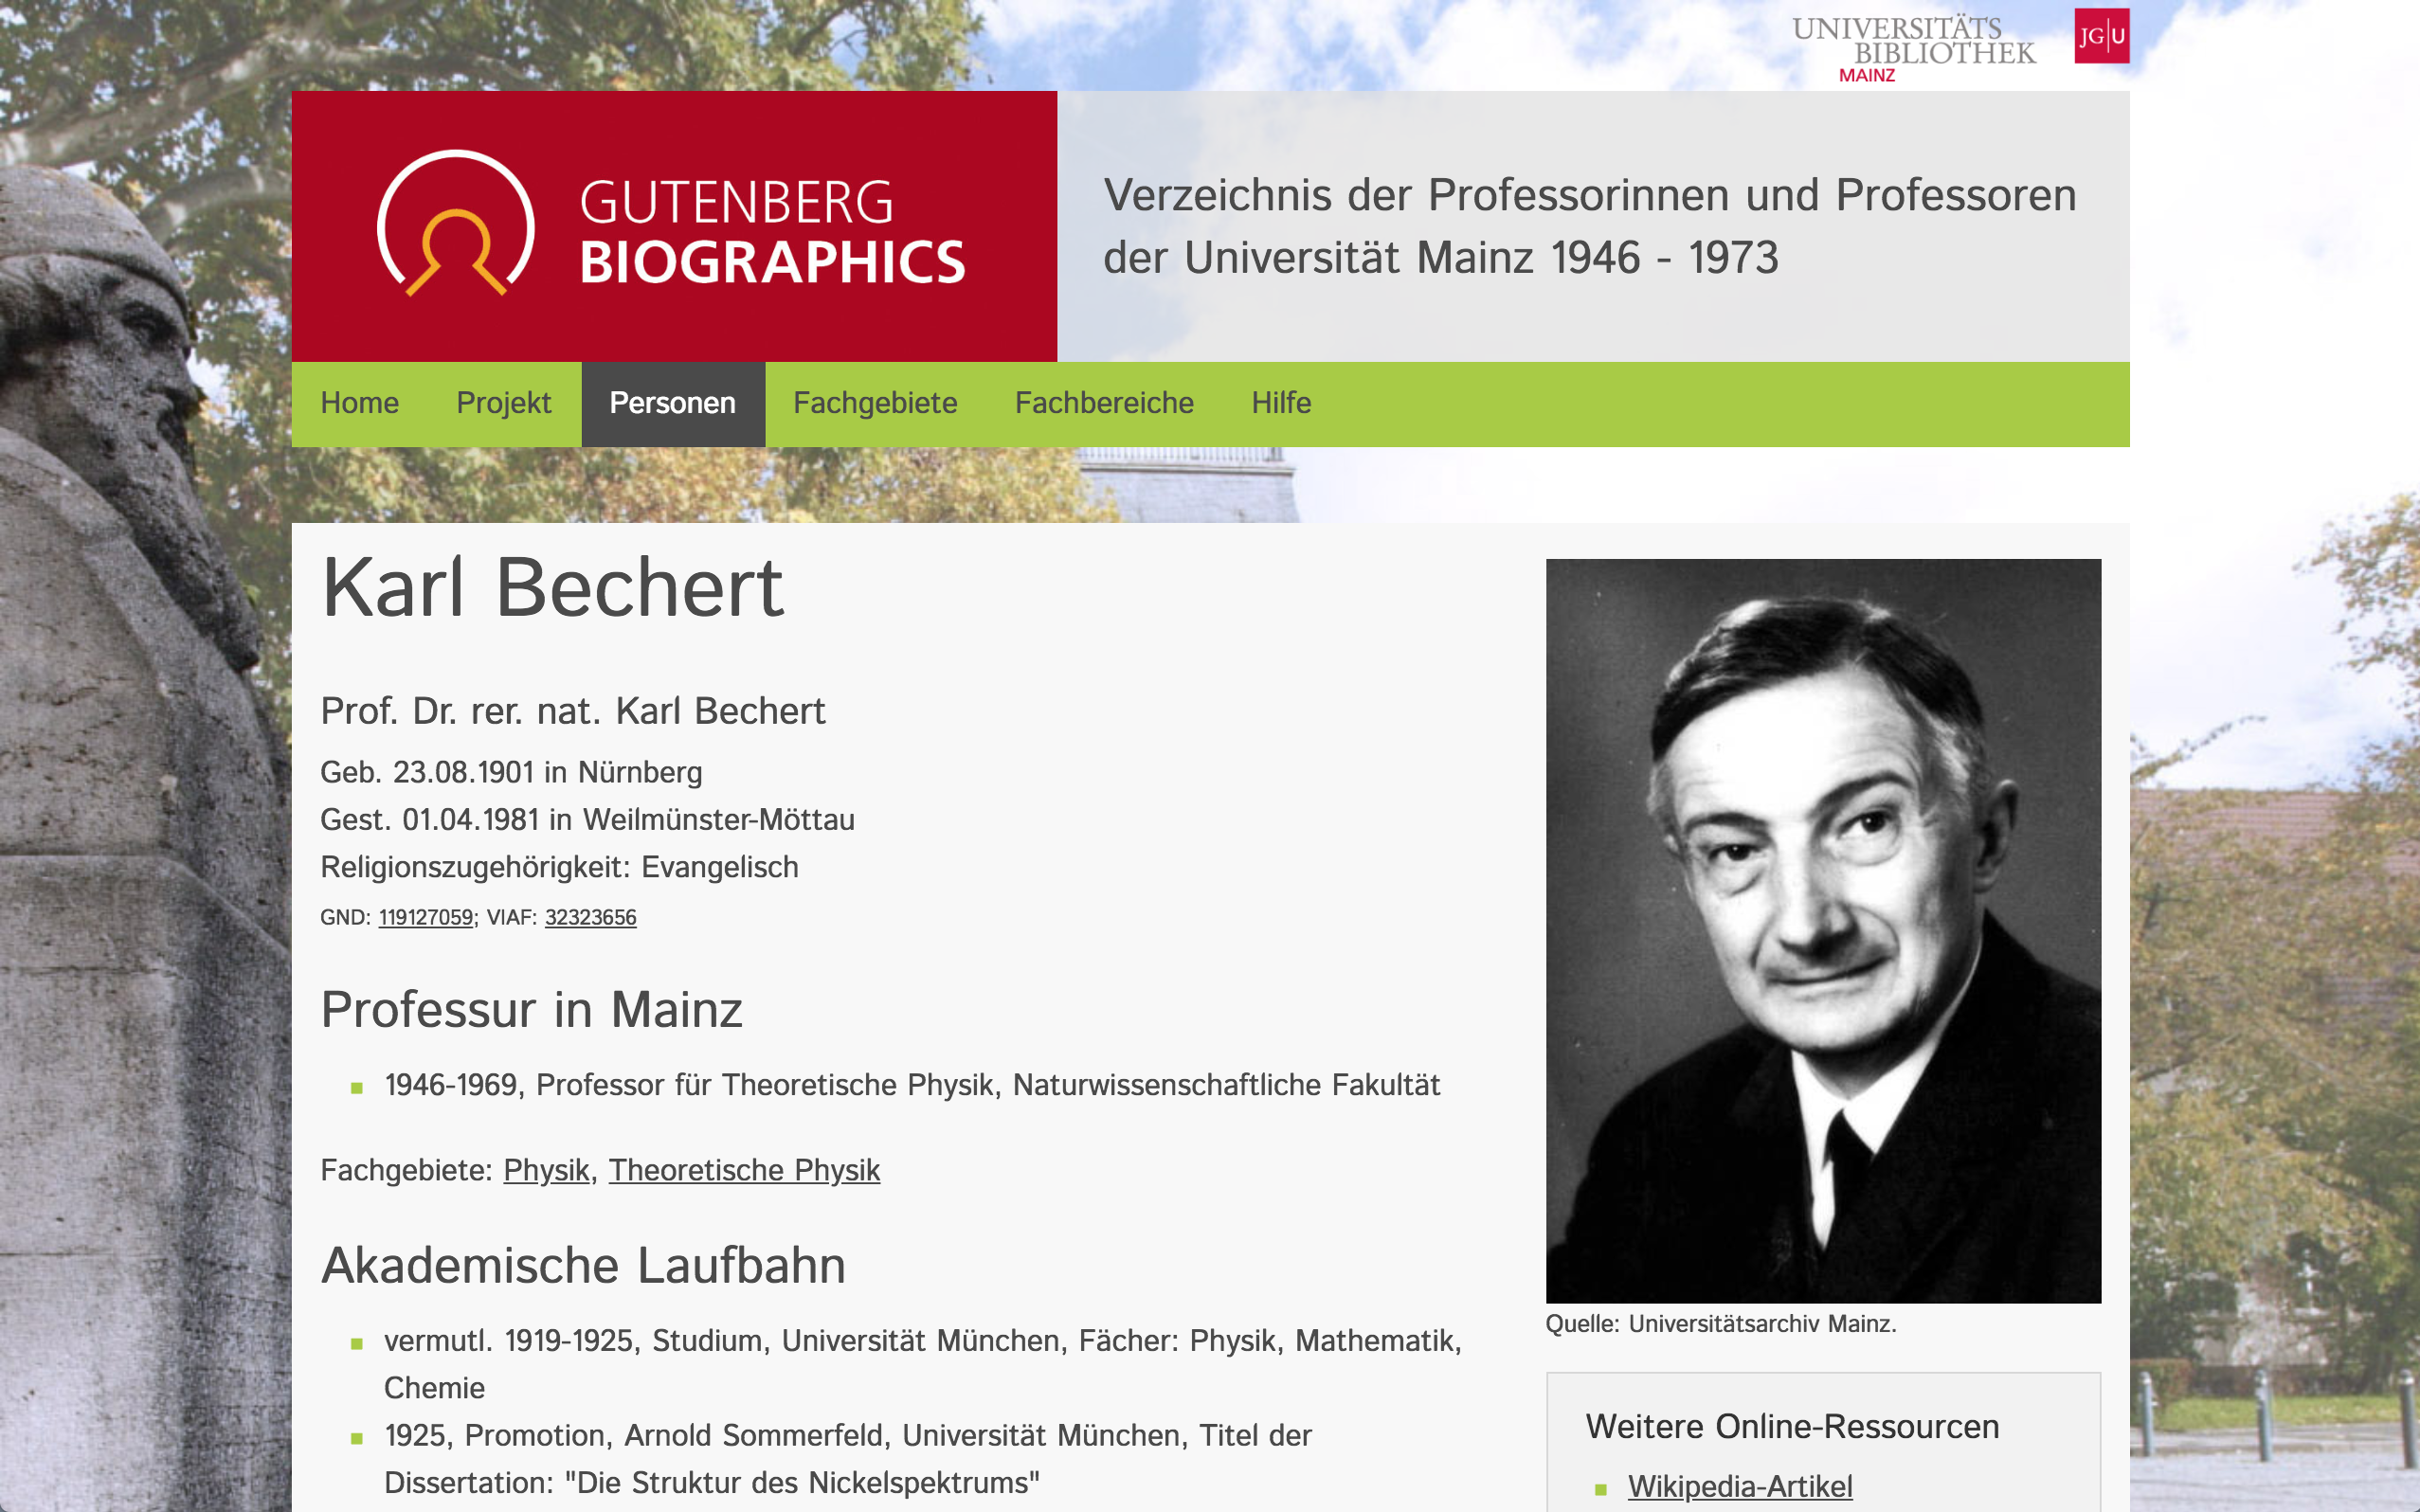 UNIVERSITÄTS
BIBLIOTHEK
MAINZ
JG|U
GUTENBERG
BIOGRAPHICS
Verzeichnis der Professorinnen und Professoren
der Universität Mainz 1946 - 1973
Home Projekt Personen Fachgebiete Fachbereiche Hilfe
Karl Bechert
Prof. Dr. rer. nat. Karl Bechert
Geb. 23.08.1901 in Nürnberg
Gest. 01.04.1981 in Weilmünster-Möttau
Religionszugehörigkeit: Evangelisch
GND: 119127059; VIAF: 32323656
Professur in Mainz
1946-1969, Professor für Theoretische Physik, Naturwissenschaftliche Fakultät
Fachgebiete: Physik, Theoretische Physik
Akademische Laufbahn
vermutl. 1919-1925, Studium, Universität München, Fächer: Physik, Mathematik,
Chemie
1925, Promotion, Arnold Sommerfeld, Universität München, Titel der
Dissertation: "Die Struktur des Nickelspektrums"
Quelle: Universitätsarchiv Mainz.
Weitere Online-Ressourcen
Wikipedia-Artikel